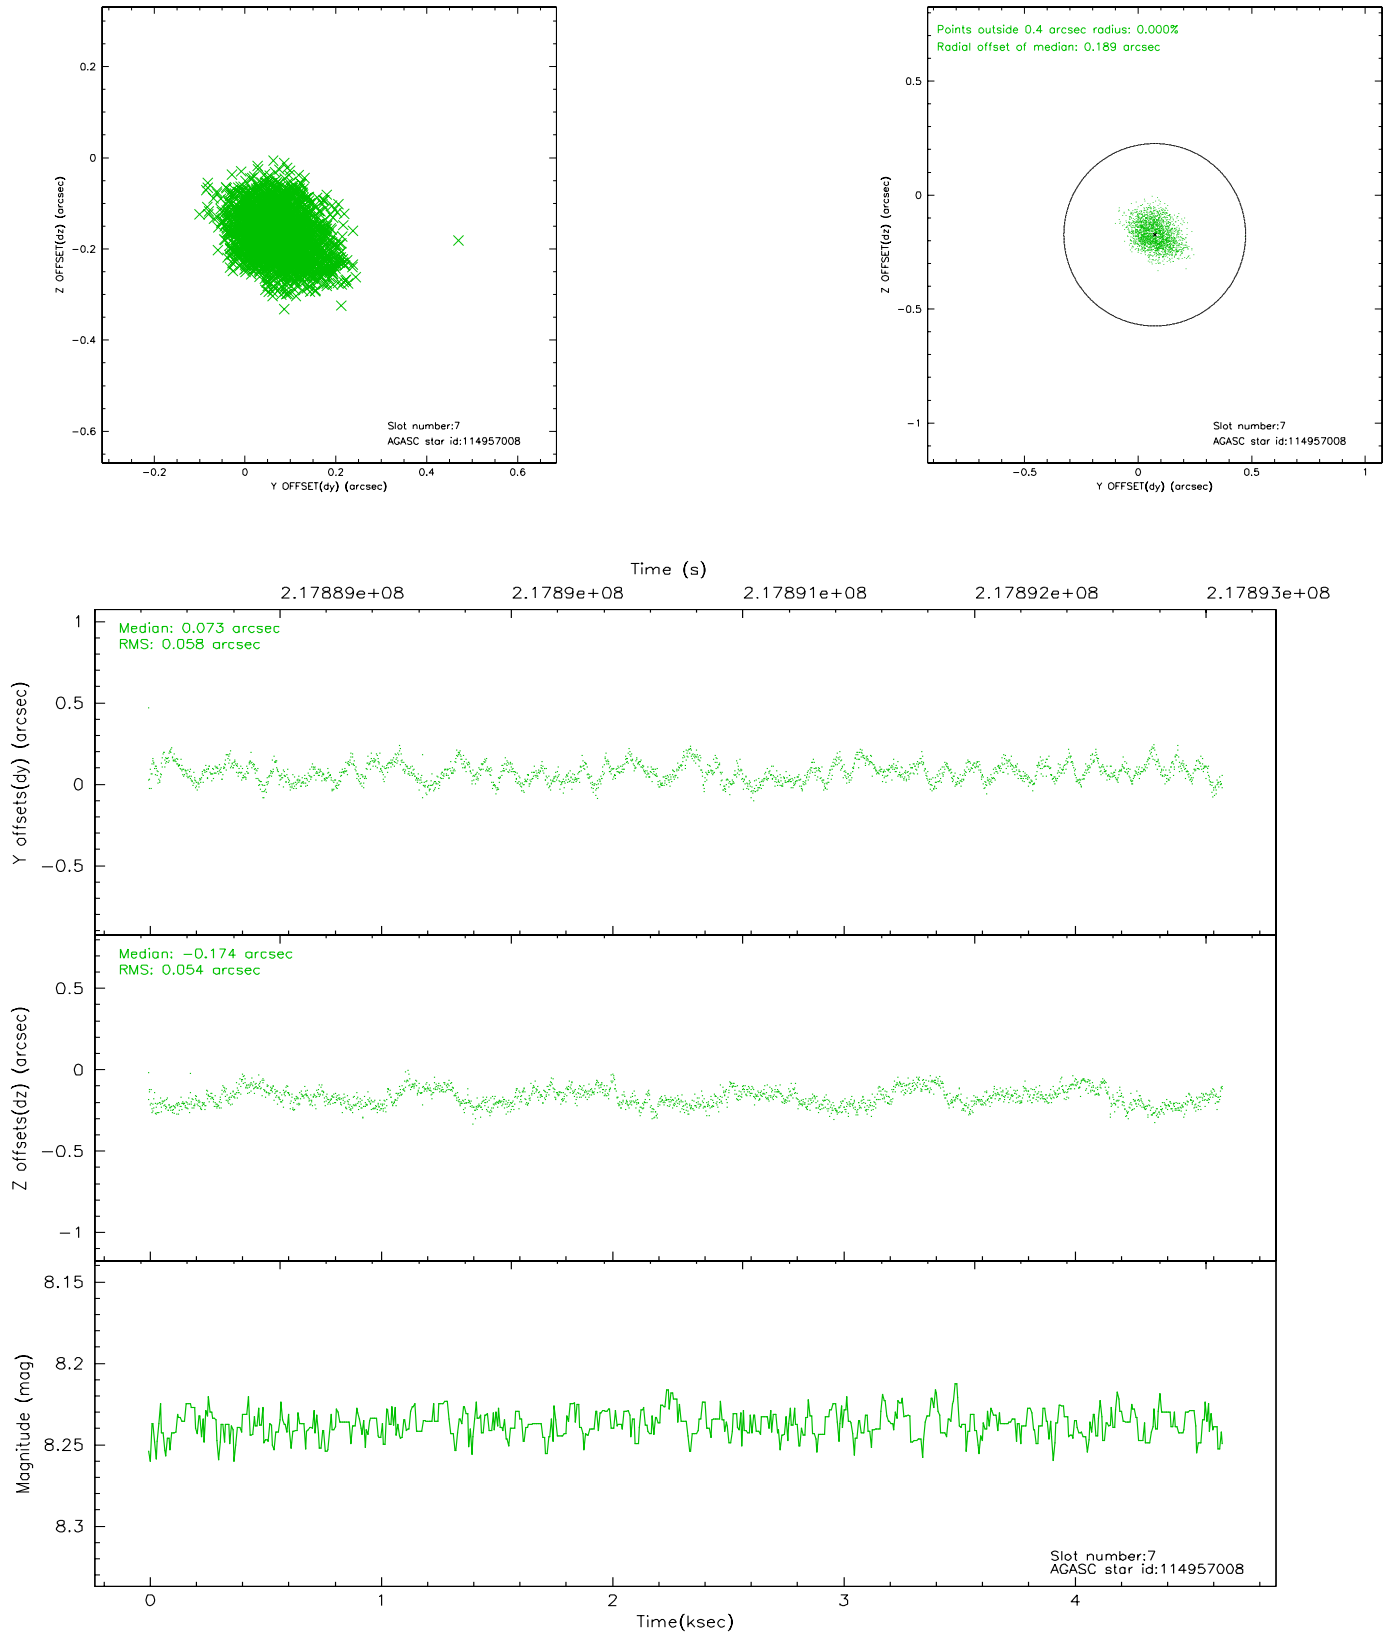 0.2
0
−0.2
−0.4
−0.6
Z OFFSET(dz) (arcsec)
Slot number:7
AGASC star id:114957008
−0.2 0 0.2 0.4 0.6
Y OFFSET(dy) (arcsec)
Points outside 0.4 arcsec radius: 0.000%
Radial offset of median: 0.189 arcsec
0.5
0
−0.5
−1
Z OFFSET(dz) (arcsec)
Slot number:7
AGASC star id:114957008
−0.5 0 0.5 1
Y OFFSET(dy) (arcsec)
Time (s)
2.17889e+08 2.1789e+08 2.17891e+08 2.17892e+08 2.17893e+08
Median: 0.073 arcsec
RMS: 0.058 arcsec
1
0.5
0
−0.5
Y offsets(dy) (arcsec)
Median: −0.174 arcsec
RMS: 0.054 arcsec
0.5
0
−0.5
−1
Z offsets(dz) (arcsec)
8.15
8.2
8.25
8.3
Magnitude (mag)
Slot number:7
AGASC star id:114957008
0 1 2 3 4
Time(ksec)